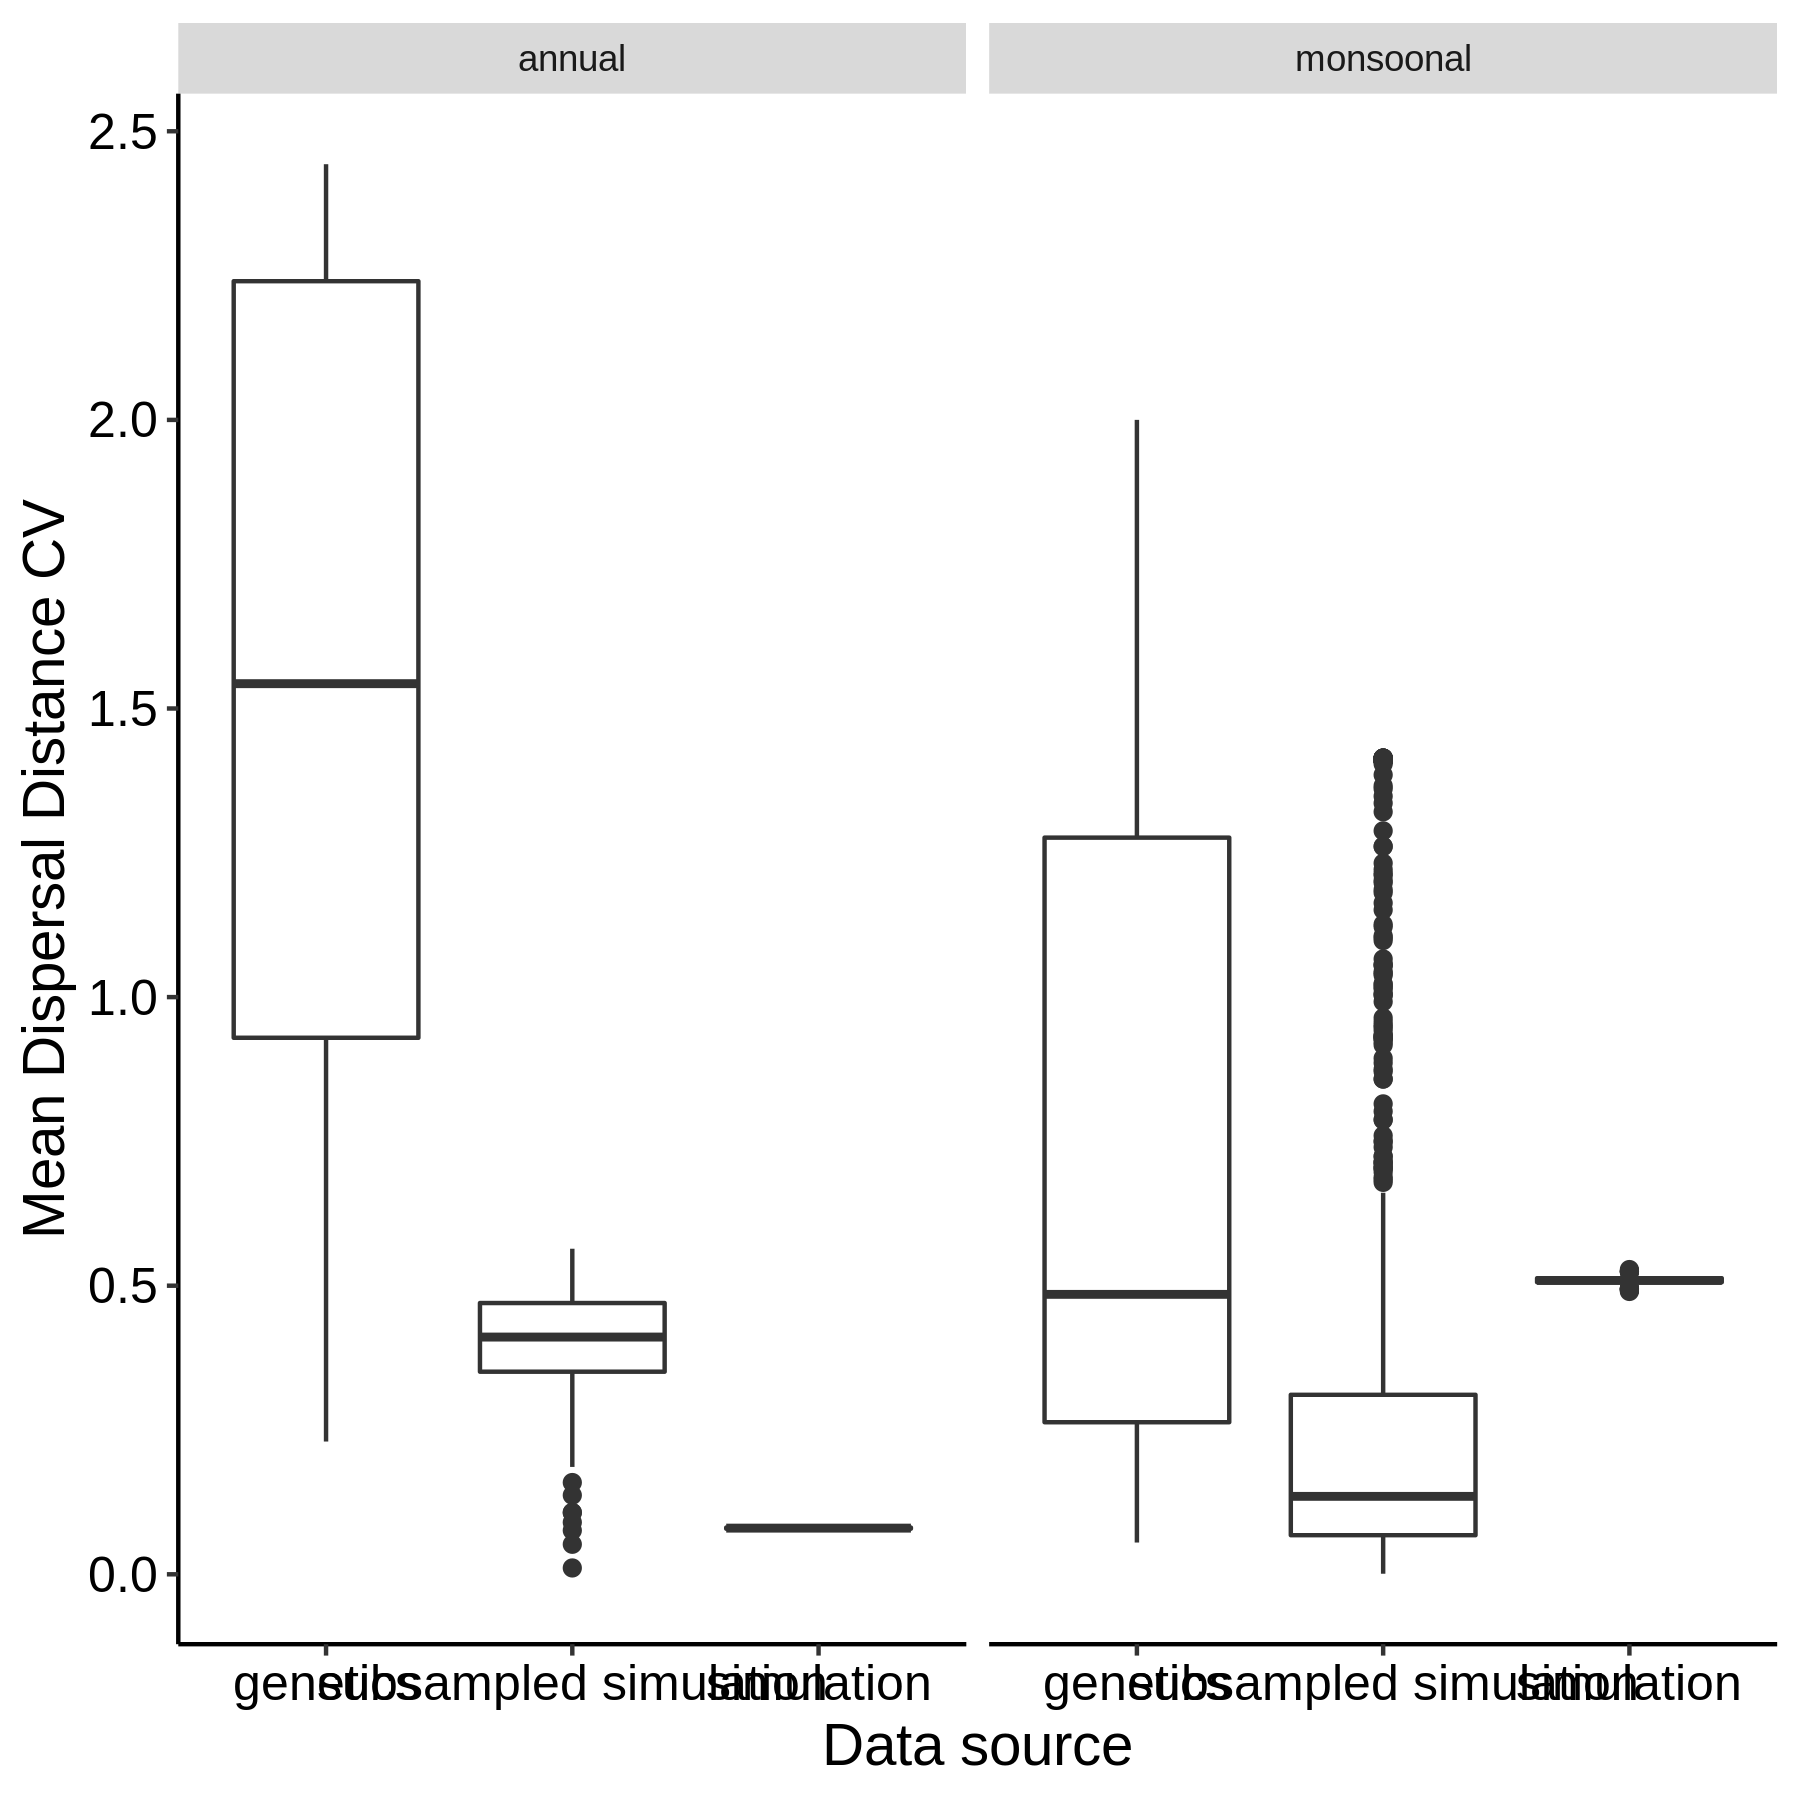 annual
monsoonal
2.5
2.0
1.5
1.0
0.5
0.0
Mean Dispersal Distance CV
genetics subsampled simulation simulation
genetics subsampled simulation simulation
Data source